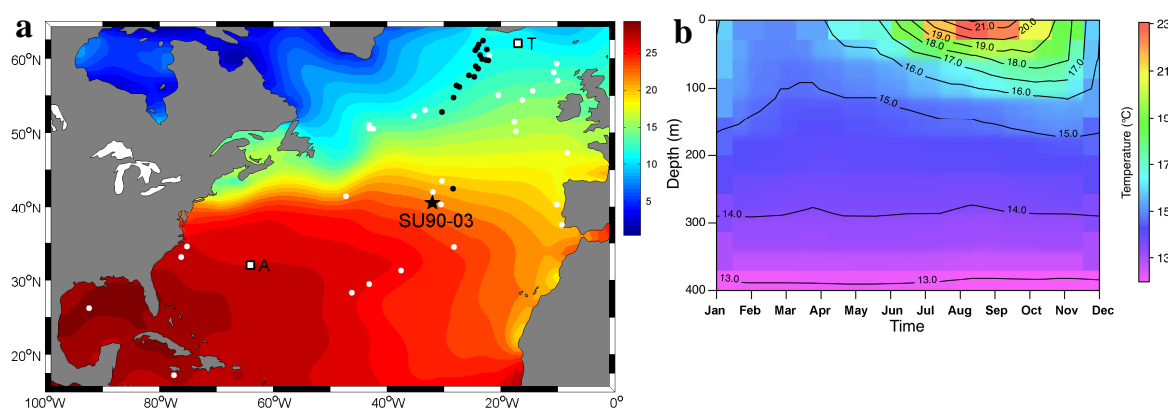 a
60°N
50°N
40°N
30°N
20°N
100°W
80°W
60°W
40°W
20°W
0°
T
A
SU90-03
25
20
15
10
5
b
0
100
200
300
400
Depth (m)
Jan
Feb
Mar
Apr
May
Jun
Jul
Aug
Sep
Oct
Nov
Dec
Time
21.0
20.0
19.0
19.0
18.0
18.0
17.0
17.0
16.0
16.0
15.0
15.0
14.0
14.0
13.0
13.0
23
21
19
17
15
13
Temperature (°C)